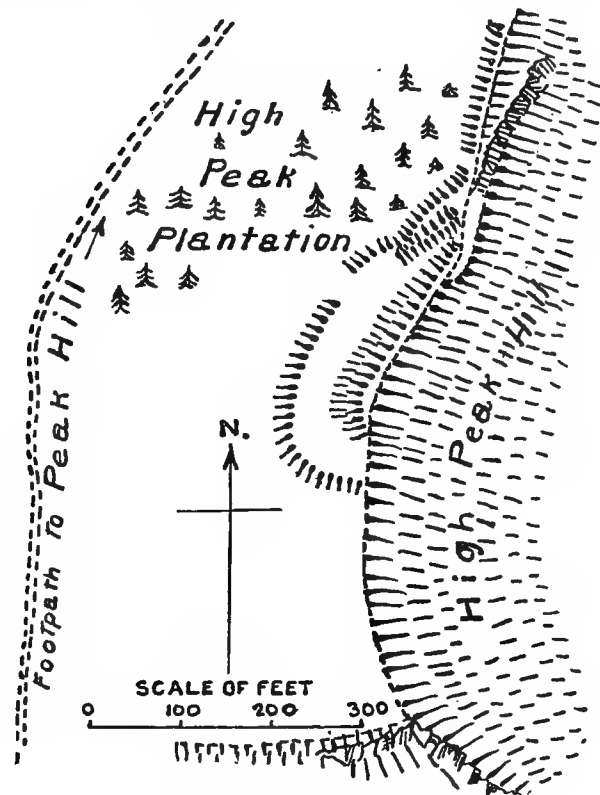 High
Peak
Plantation
Footpath to Peak Hill
High Peak Hill
N.
SCALE OF FEET
0 100 200 300